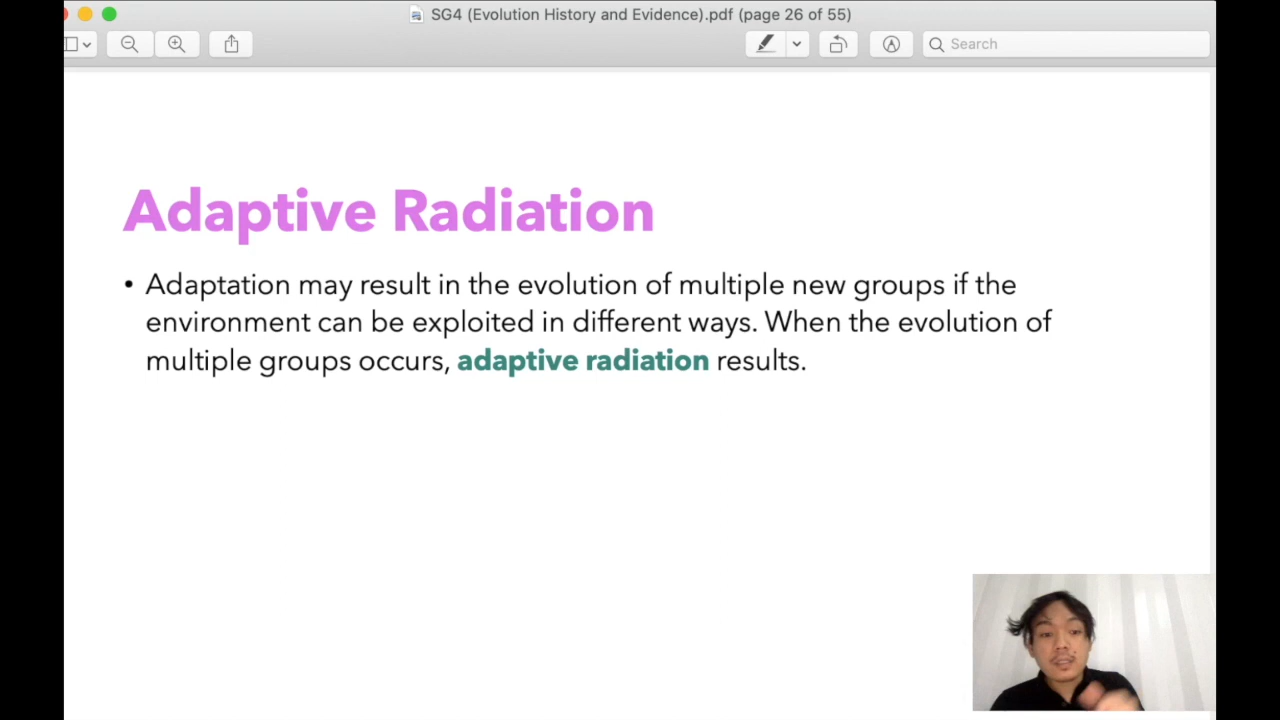 SG4 (Evolution History and Evidence).pdf (page 26 of 55)
Search
Adaptive Radiation
• Adaptation may result in the evolution of multiple new groups if the
environment can be exploited in different ways. When the evolution of
multiple groups occurs, adaptive radiation results.